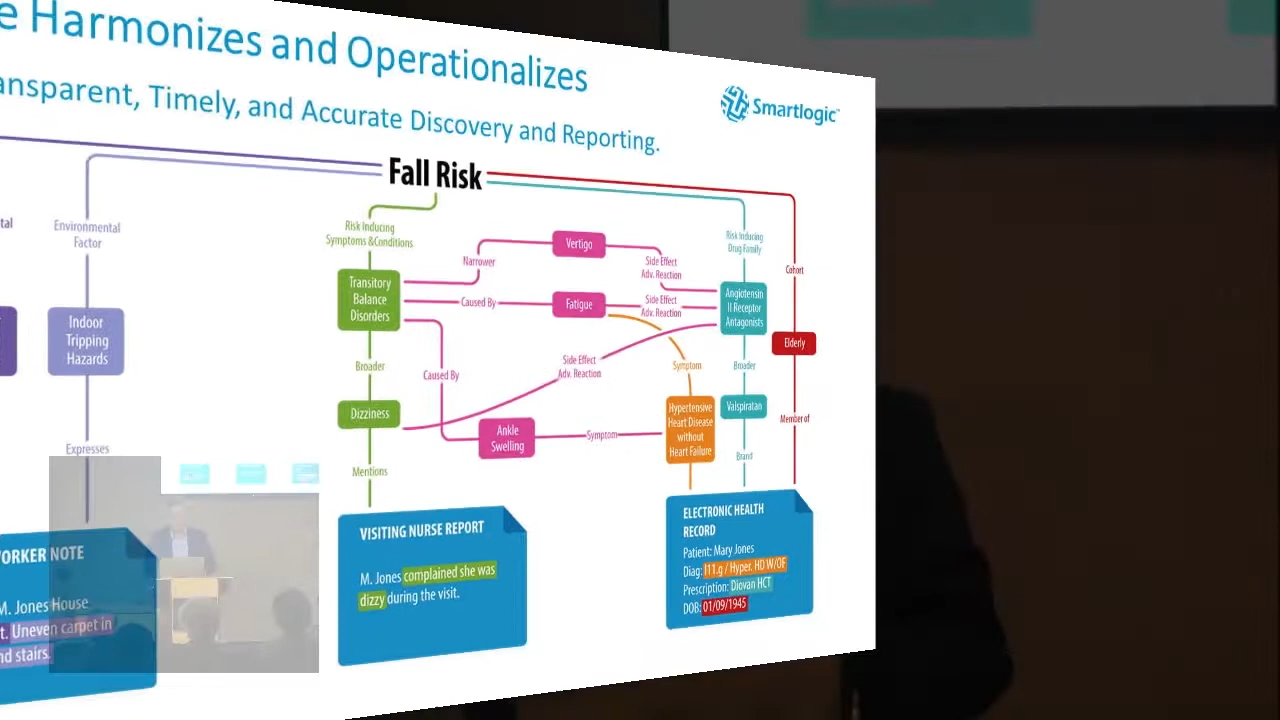 e Harmonizes and Operationalizes
ansparent, Timely, and Accurate Discovery and Reporting.
Smartlogic
Fall Risk
tal
Environmental
Factor
Indoor
Tripping
Hazards
Expresses
Risk Inducing
Symptoms &Conditions
Transitory
Balance
Disorders
Broader
Dizziness
Mentions
Narrower
Vertigo
Side Effect
Adv. Reaction
Caused By
Fatigue
Side Effect
Adv. Reaction
Caused By
Side Effect
Adv. Reaction
Ankle
Swelling
Symptom
Symptom
Hypertensive
Heart Disease
without
Heart Failure
Risk Inducing
Drug Family
Angiotensin
II Receptor
Antagonists
Broader
Valspiratan
Brand
Cohort
Elderly
Member of
ORKER NOTE
M. Jones House
t. Uneven carpet in
nd stairs.
VISITING NURSE REPORT
M. Jones complained she was
dizzy during the visit.
ELECTRONIC HEALTH
RECORD
Patient: Mary Jones
Diag: I11.g / Hyper. HD W/OF
Prescription: Diovan HCT
DOB: 01/09/1945